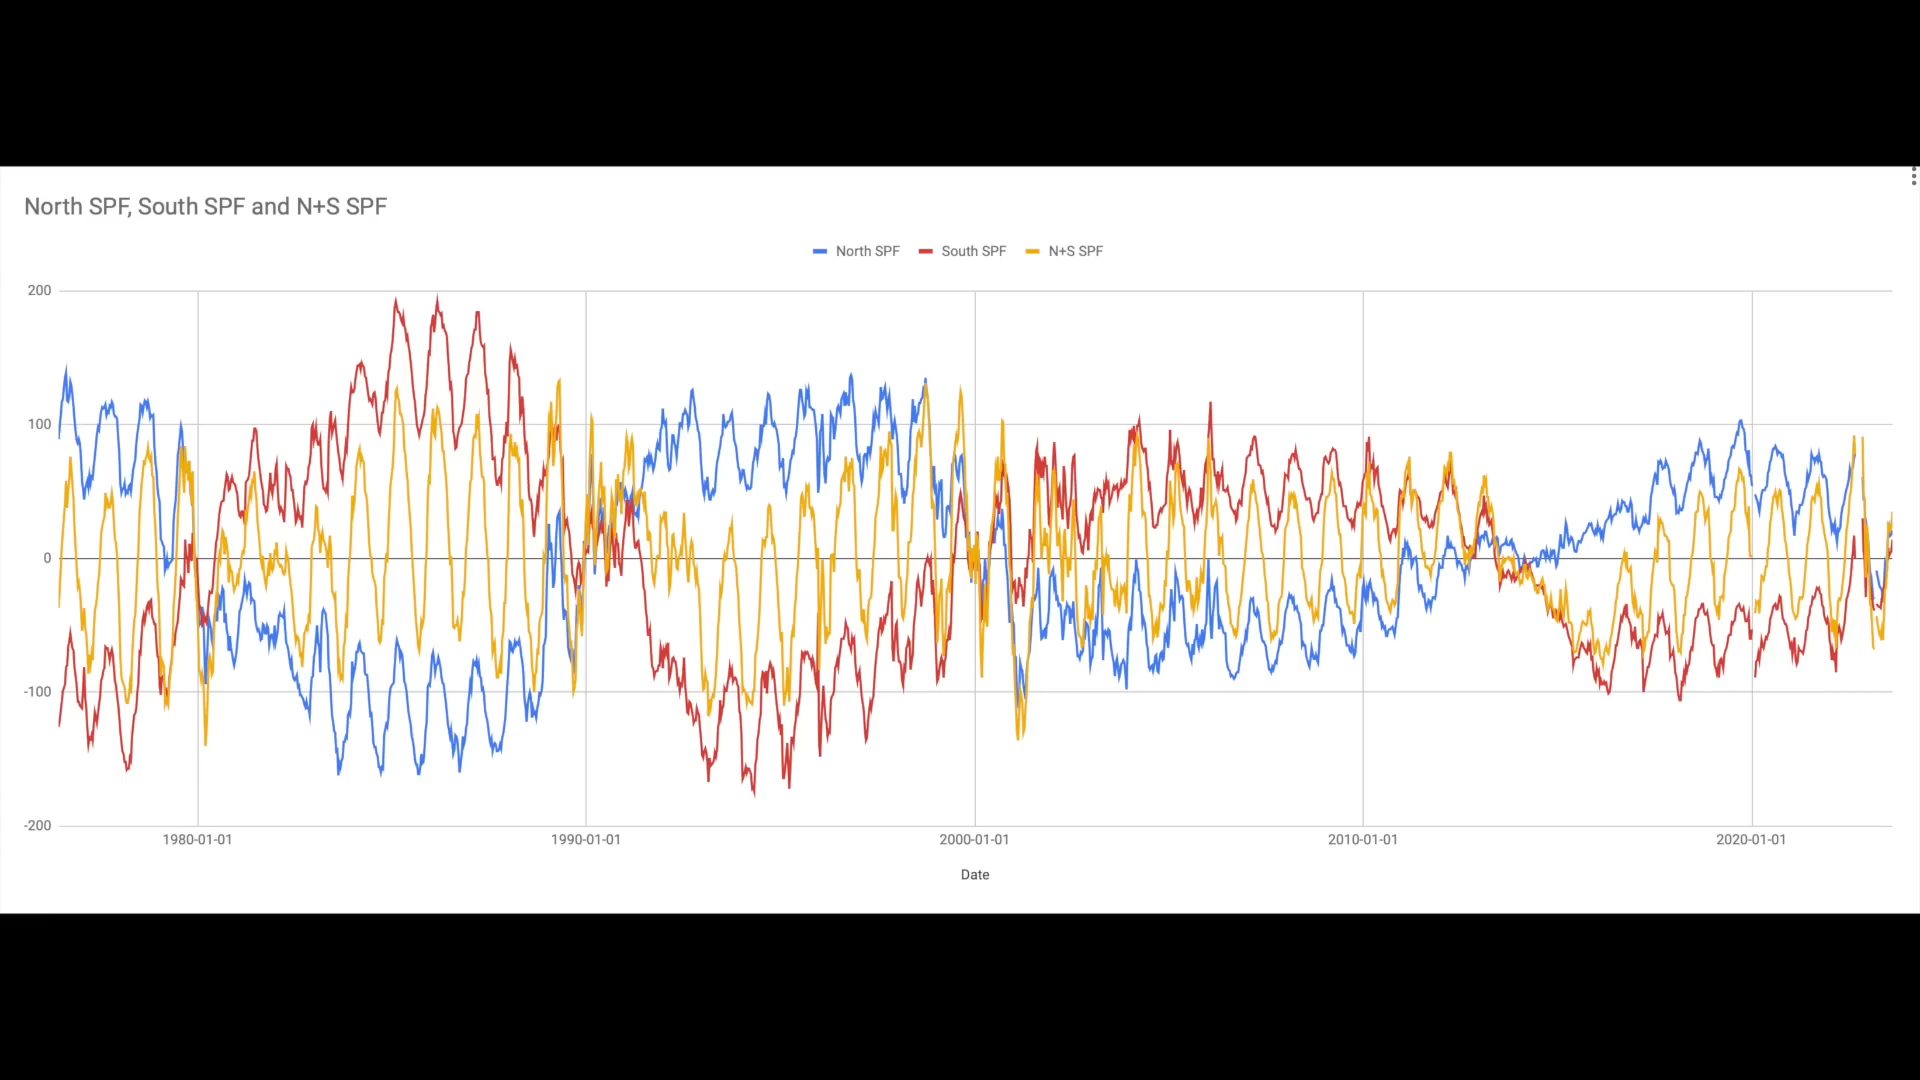 North SPF, South SPF and N+S SPF
North SPF South SPF N+S SPF
200
100
0
-100
-200
1980-01-01 1990-01-01 2000-01-01 2010-01-01 2020-01-01
Date